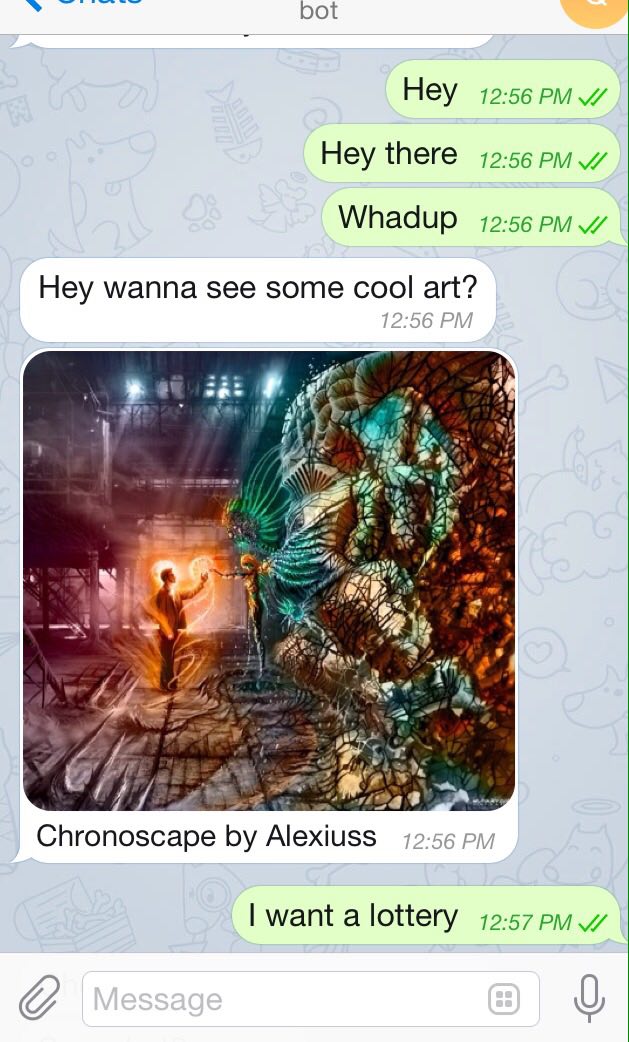 Chats
bot
Hey 12:56 PM
Hey there 12:56 PM
Whadup 12:56 PM
Hey wanna see some cool art?
12:56 PM
Chronoscape by Alexiuss 12:56 PM
I want a lottery 12:57 PM
Message